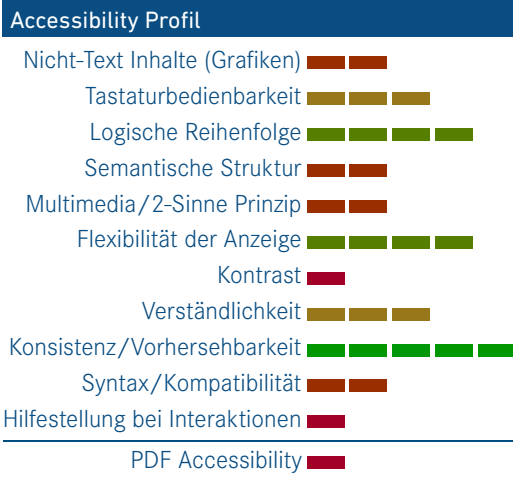 Accessibility Profil
Nicht-Text Inhalte (Grafiken)
Tastaturbedienbarkeit
Logische Reihenfolge
Semantische Struktur
Multimedia/2-Sinne Prinzip
Flexibilität der Anzeige
Kontrast
Verständlichkeit
Konsistenz/Vorhersehbarkeit
Syntax/Kompatibilität
Hilfestellung bei Interaktionen
PDF Accessibility